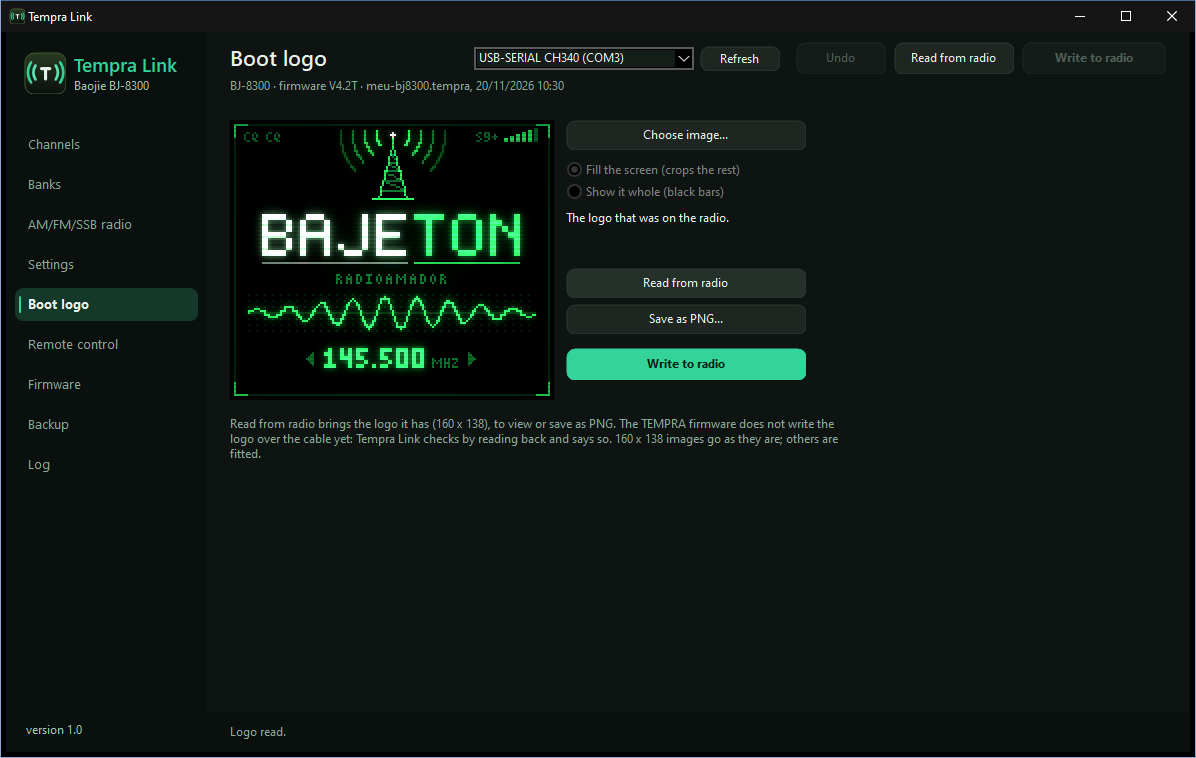 Tempra Link
Tempra Link
Baojie BJ-8300
Channels
Banks
AM/FM/SSB radio
Settings
Boot logo
Remote control
Firmware
Backup
Log
version 1.0
Boot logo
USB-SERIAL CH340 (COM3)
Refresh
Undo
Read from radio
Write to radio
BJ-8300 · firmware V4.2T · meu-bj8300.tempra, 20/11/2026 10:30
CQ CQ
S9+
BAJETON
RADIOAMADOR
145.500 MHZ
Choose image...
Fill the screen (crops the rest)
Show it whole (black bars)
The logo that was on the radio.
Read from radio
Save as PNG...
Write to radio
Read from radio brings the logo it has (160 x 138), to view or save as PNG. The TEMPRA firmware does not write the
logo over the cable yet: Tempra Link checks by reading back and says so. 160 x 138 images go as they are; others are
fitted.
Logo read.